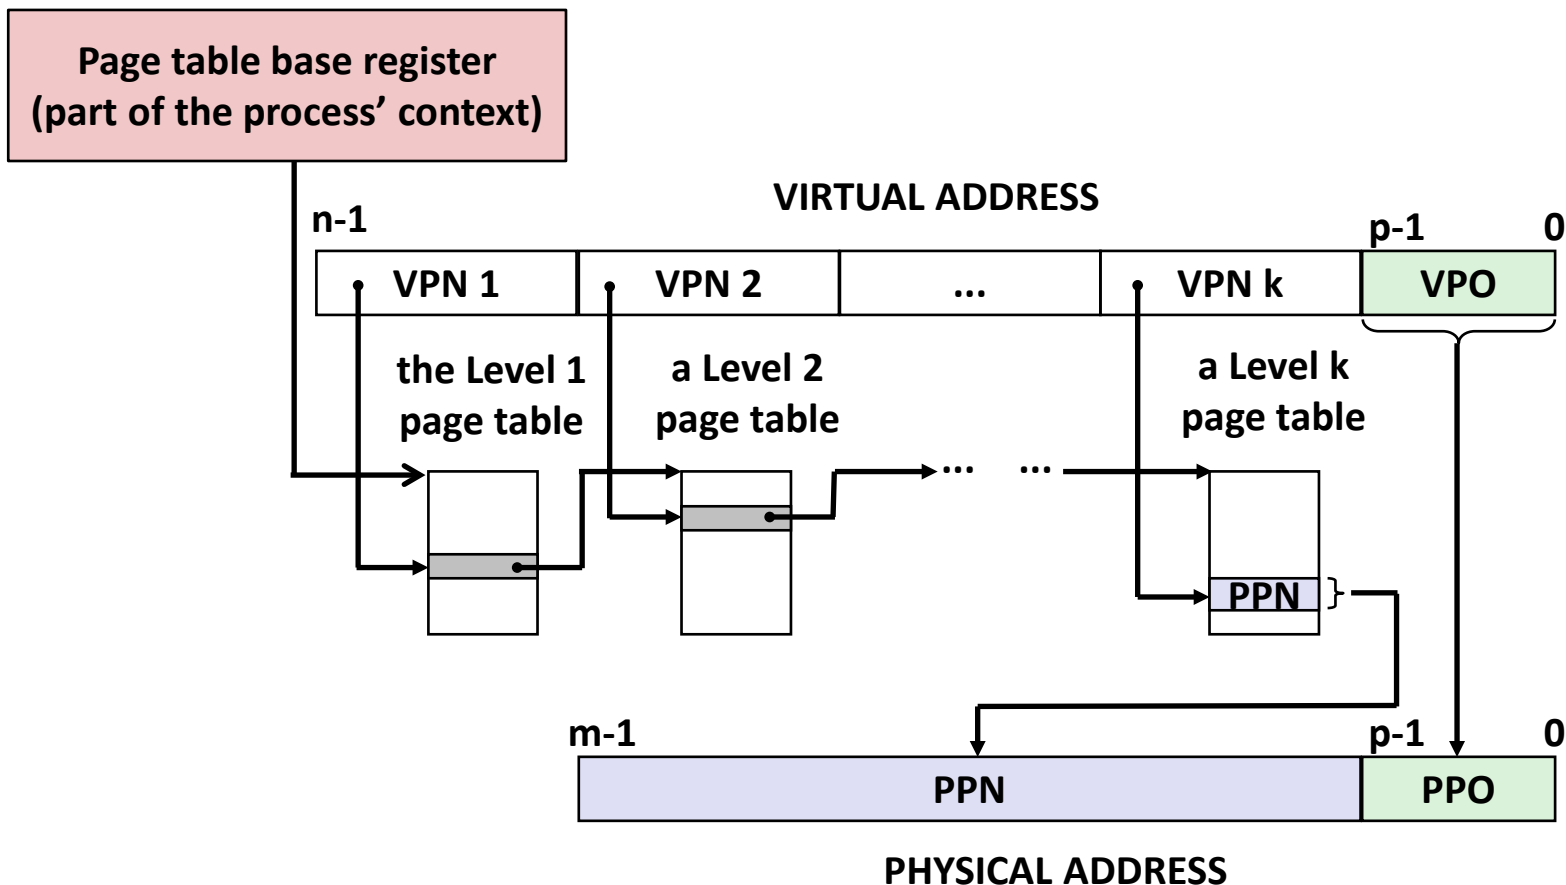 Page table base register
(part of the process’ context)
VIRTUAL ADDRESS
n-1
p-1
0
VPN 1
VPN 2
...
VPN k
VPO
the Level 1
page table
a Level 2
page table
a Level k
page table
...
...
PPN
m-1
p-1
0
PPN
PPO
PHYSICAL ADDRESS